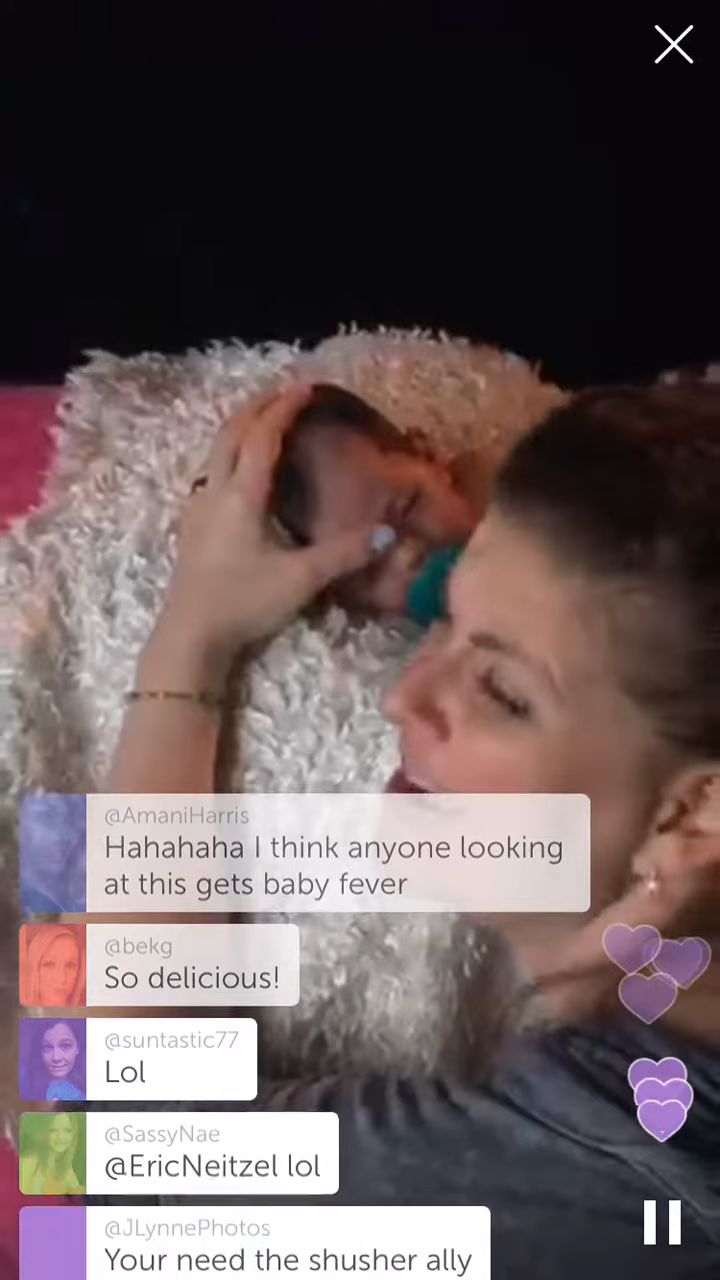 @AmaniHarris
Hahahaha I think anyone looking
at this gets baby fever
@bekg
So delicious!
@suntastic77
Lol
@SassyNae
@EricNeitzel lol
@JLynnePhotos
Your need the shusher ally